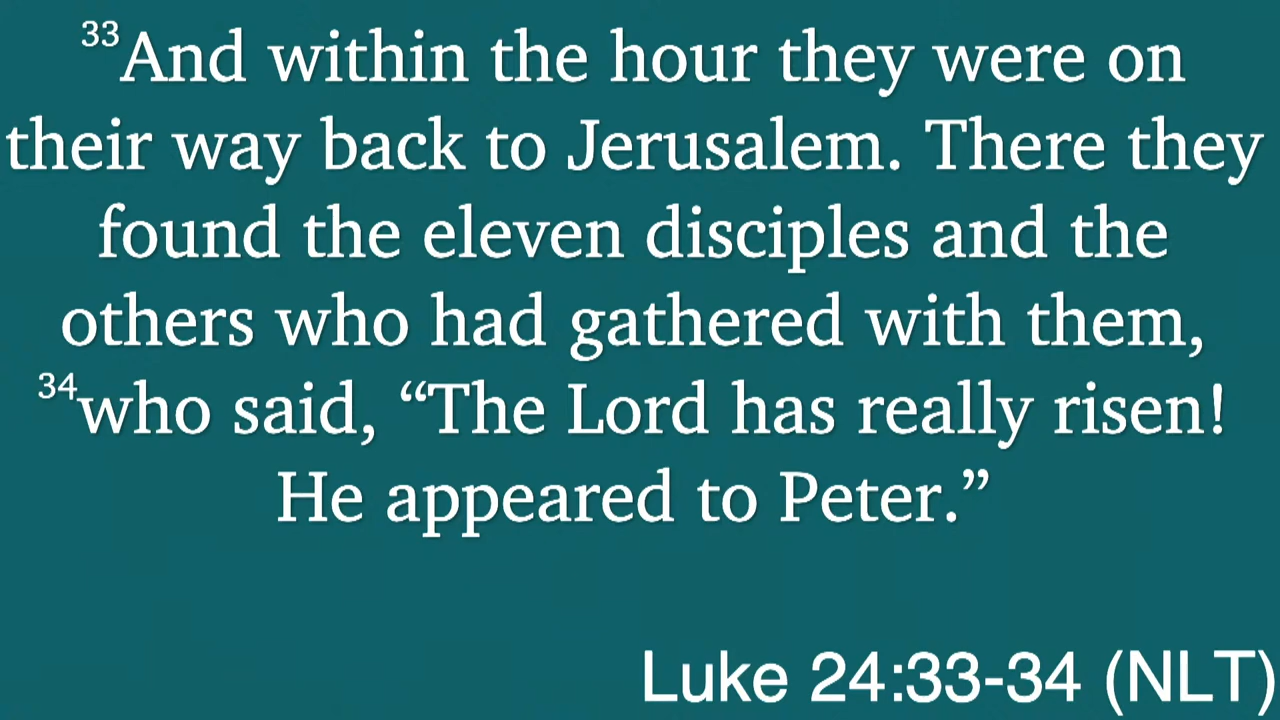 ³³And within the hour they were on
their way back to Jerusalem. There they
found the eleven disciples and the
others who had gathered with them,
³⁴who said, “The Lord has really risen!
He appeared to Peter.”
Luke 24:33-34 (NLT)